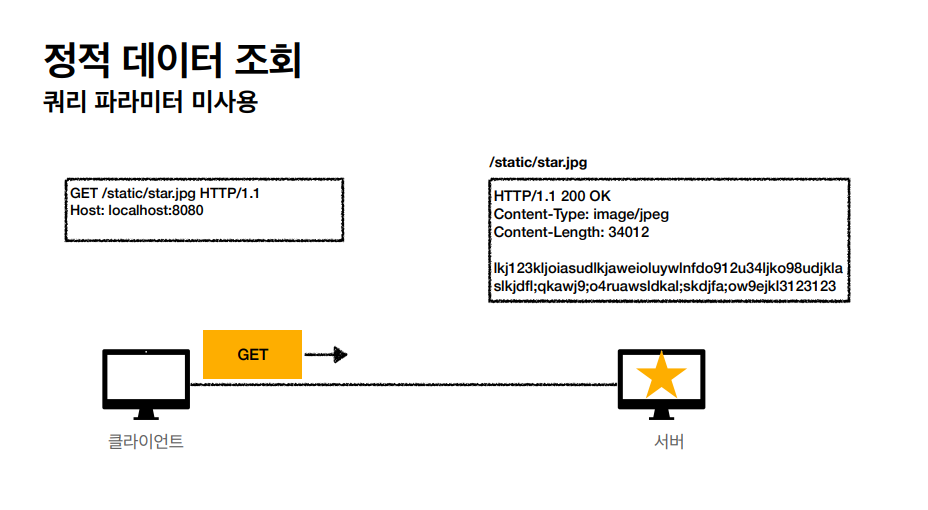 정적 데이터 조회
쿼리 파라미터 미사용
/static/star.jpg
GET /static/star.jpg HTTP/1.1
Host: localhost:8080
HTTP/1.1 200 OK
Content-Type: image/jpeg
Content-Length: 34012
lkj123kljoiasudlkjaweioluywlnfdo912u34ljko98udjkla
slkjdfl;qkawj9;o4ruawsldkal;skdjfa;ow9ejkl3123123
GET
클라이언트
서버